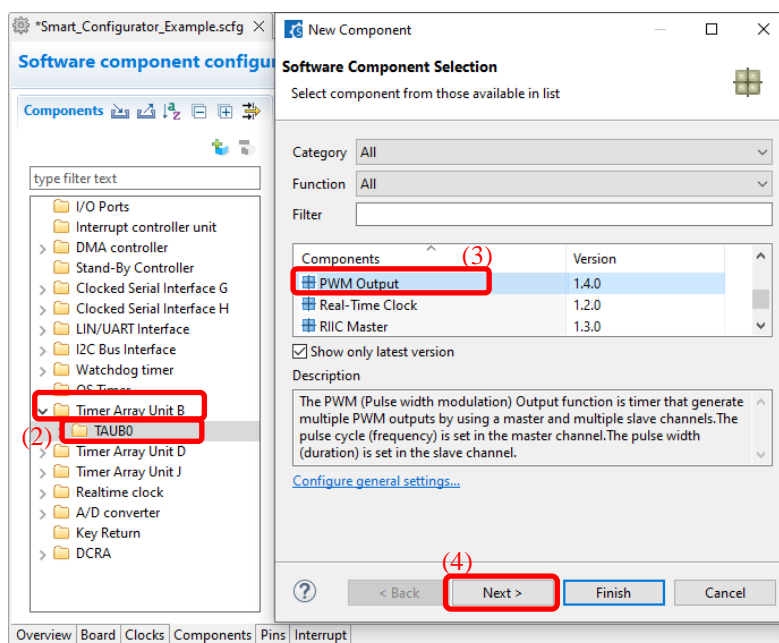 *Smart_Configurator_Example.scfg
Software component configu
Components
type filter text
I/O Ports
Interrupt controller unit
DMA controller
Stand-By Controller
Clocked Serial Interface G
Clocked Serial Interface H
LIN/UART Interface
I2C Bus Interface
Watchdog timer
OS Timer
Timer Array Unit B
(2)
TAUB0
Timer Array Unit D
Timer Array Unit J
Realtime clock
A/D converter
Key Return
DCRA
Overview Board Clocks Components Pins Interrupt
New Component
Software Component Selection
Select component from those available in list
Category All
Function All
Filter
Components Version
(3)
PWM Output 1.4.0
Real-Time Clock 1.2.0
RIIC Master 1.3.0
Show only latest version
Description
The PWM (Pulse width modulation) Output function is timer that generate
multiple PWM outputs by using a master and multiple slave channels.The
pulse cycle (frequency) is set in the master channel.The pulse width
(duration) is set in the slave channel.
Configure general settings...
(4)
? < Back Next > Finish Cancel